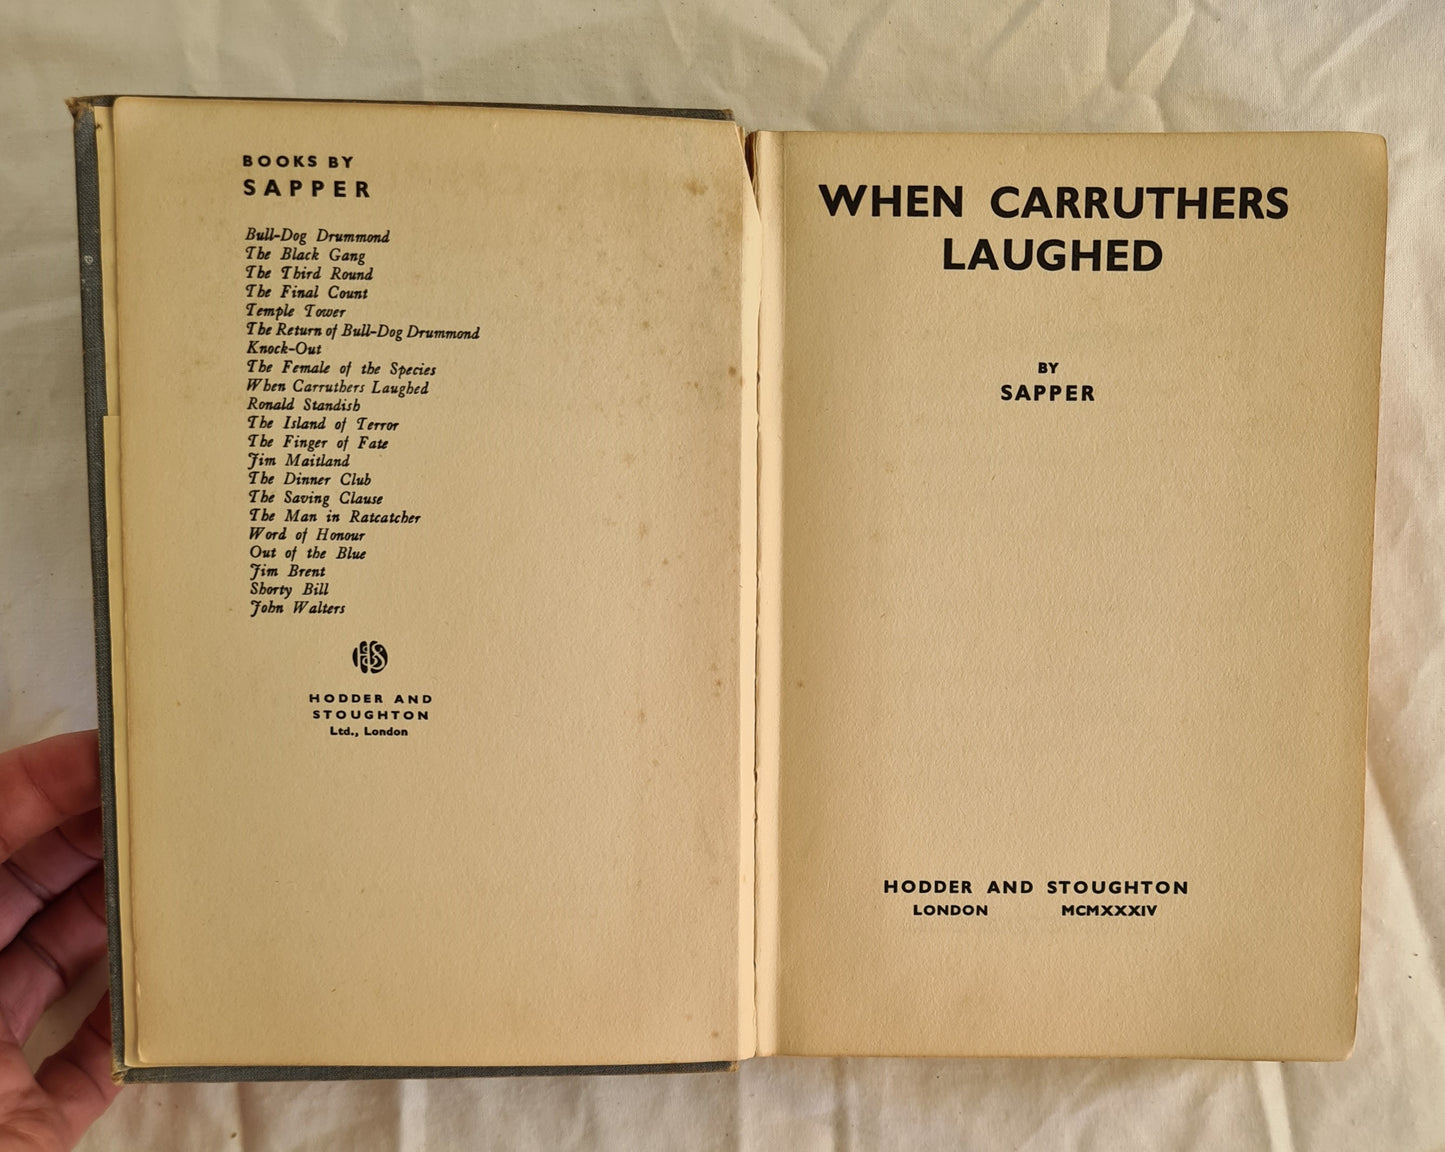 BOOKS BY
SAPPER
Bull-Dog Drummond
The Black Gang
The Third Round
The Final Count
Temple Tower
The Return of Bull-Dog Drummond
Knock-Out
The Female of the Species
When Carruthers Laughed
Ronald Standish
The Island of Terror
The Finger of Fate
Jim Maitland
The Dinner Club
The Saving Clause
The Man in Ratcatcher
Word of Honour
Out of the Blue
Jim Brent
Shorty Bill
John Walters
H&S
HODDER AND
STOUGHTON
Ltd., London
WHEN CARRUTHERS
LAUGHED
BY
SAPPER
HODDER AND STOUGHTON
LONDON MCMXXXIV